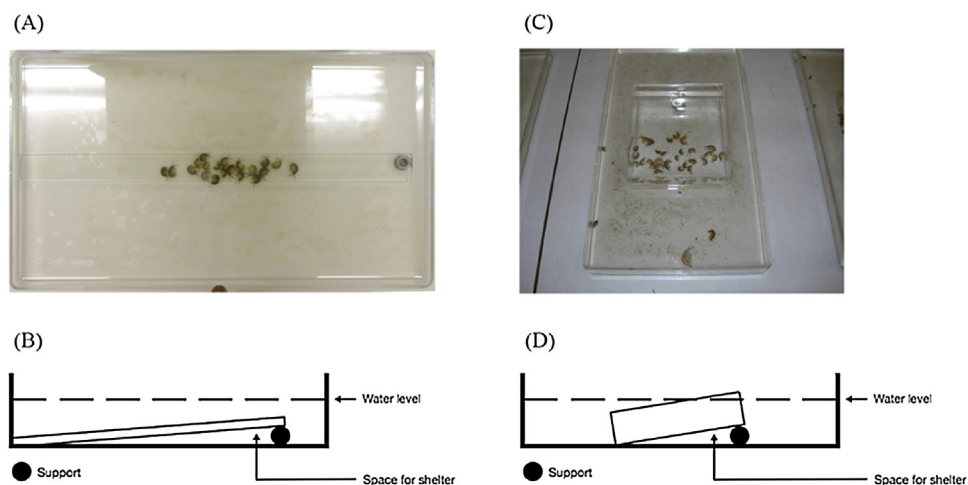 (A)
(C)
(B)
Water level
Support
Space for shelter
(D)
Water level
Support
Space for shelter